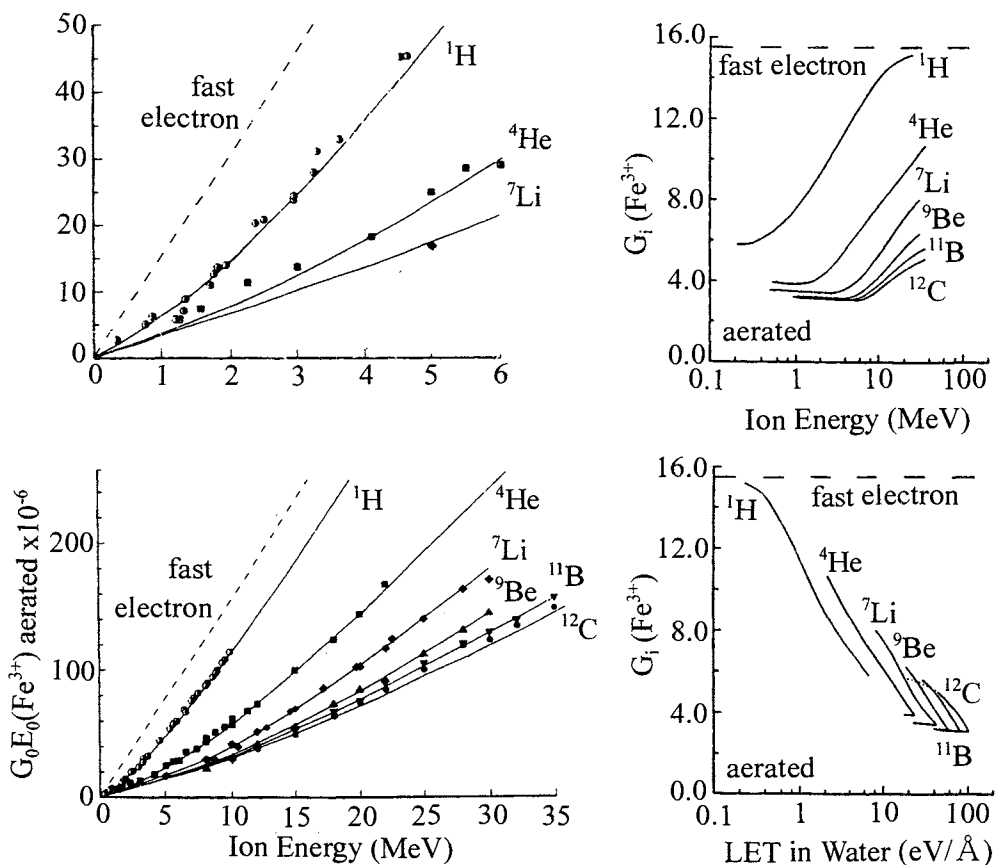 50
40
30
20
10
0
fast
electron
¹H
⁴He
⁷Li
0 1 2 3 4 5 6
16.0
12.0
8.0
4.0
0.0
Gᵢ (Fe³⁺)
fast electron
¹H
⁴He
⁷Li
⁹Be
¹¹B
¹²C
aerated
0.1 1 10 100
Ion Energy (MeV)
G₀E₀(Fe³⁺) aerated x10⁻⁶
200
100
0
fast
electron
¹H
⁴He
⁷Li
⁹Be
¹¹B
¹²C
0 5 10 15 20 25 30 35
Ion Energy (MeV)
16.0
12.0
8.0
4.0
0.0
Gᵢ (Fe³⁺)
fast electron
¹H
⁴He
⁷Li
⁹Be
¹²C
¹¹B
aerated
0.1 1 10 100
LET in Water (eV/Å)